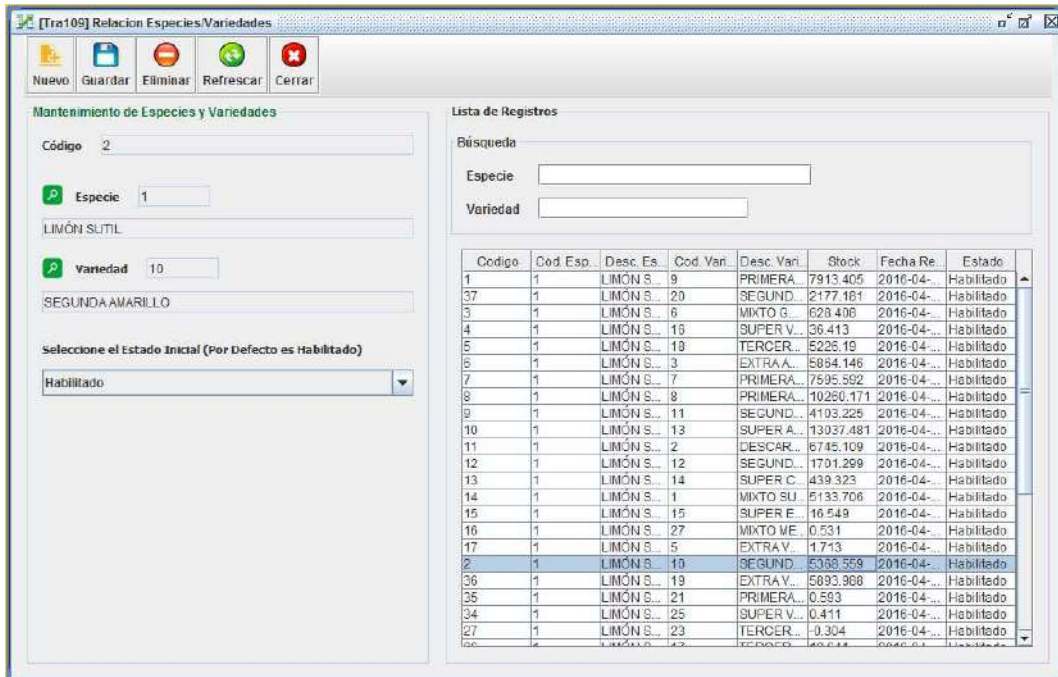 [Tra109] Relacion Especies/Variedades
Nuevo Guardar Eliminar Refrescar Cerrar
Mantenimiento de Especies y Variedades
Código 2
Especie 1
LIMÓN SUTIL
Variedad 10
SEGUNDA AMARILLO
Seleccione el Estado Inicial (Por Defecto es Habilitado)
Habilitado
Lista de Registros
Búsqueda
Especie
Variedad
Codigo Cod. Esp... Desc. Es... Cod. Vari... Desc. Vari... Stock Fecha Re... Estado
1 1 LIMÓN S... 9 PRIMERA... 7913.405 2016-04-... Habilitado
37 1 LIMÓN S... 20 SEGUND... 2177.181 2016-04-... Habilitado
3 1 LIMÓN S... 6 MIXTO G... 628.408 2016-04-... Habilitado
4 1 LIMÓN S... 16 SUPER V... 36.413 2016-04-... Habilitado
5 1 LIMÓN S... 18 TERCER... 5226.19 2016-04-... Habilitado
6 1 LIMÓN S... 3 EXTRA A... 5864.146 2016-04-... Habilitado
7 1 LIMÓN S... 7 PRIMERA... 7595.592 2016-04-... Habilitado
8 1 LIMÓN S... 8 PRIMERA... 10260.171 2016-04-... Habilitado
9 1 LIMÓN S... 11 SEGUND... 4103.225 2016-04-... Habilitado
10 1 LIMÓN S... 13 SUPER A... 13037.481 2016-04-... Habilitado
11 1 LIMÓN S... 2 DESCAR... 6745.109 2016-04-... Habilitado
12 1 LIMÓN S... 12 SEGUND... 1701.299 2016-04-... Habilitado
13 1 LIMÓN S... 14 SUPER C... 439.323 2016-04-... Habilitado
14 1 LIMÓN S... 1 MIXTO SU... 5133.706 2016-04-... Habilitado
15 1 LIMÓN S... 15 SUPER E... 16.549 2016-04-... Habilitado
16 1 LIMÓN S... 27 MIXTO ME... 0.531 2016-04-... Habilitado
17 1 LIMÓN S... 5 EXTRA V... 1.713 2016-04-... Habilitado
2 1 LIMÓN S... 10 SEGUND... 5368.559 2016-04-... Habilitado
36 1 LIMÓN S... 19 EXTRA V... 5893.988 2016-04-... Habilitado
35 1 LIMÓN S... 21 PRIMERA... 0.593 2016-04-... Habilitado
34 1 LIMÓN S... 25 SUPER V... 0.411 2016-04-... Habilitado
27 1 LIMÓN S... 23 TERCER... -0.304 2016-04-... Habilitado